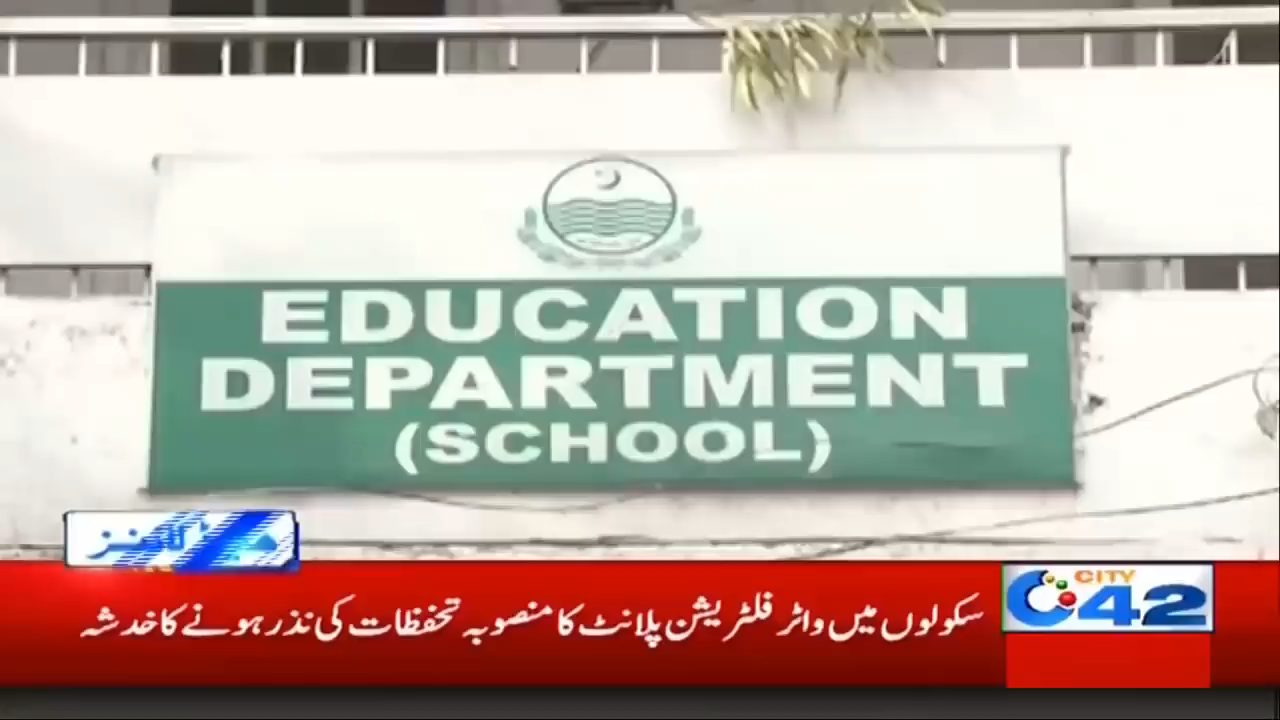 EDUCATION
DEPARTMENT
(SCHOOL)
CITY
42
سکولوں میں واٹر فلٹریشن پلانٹ کا منصوبہ تحفظات کی نذر ہونے کا خدشہ